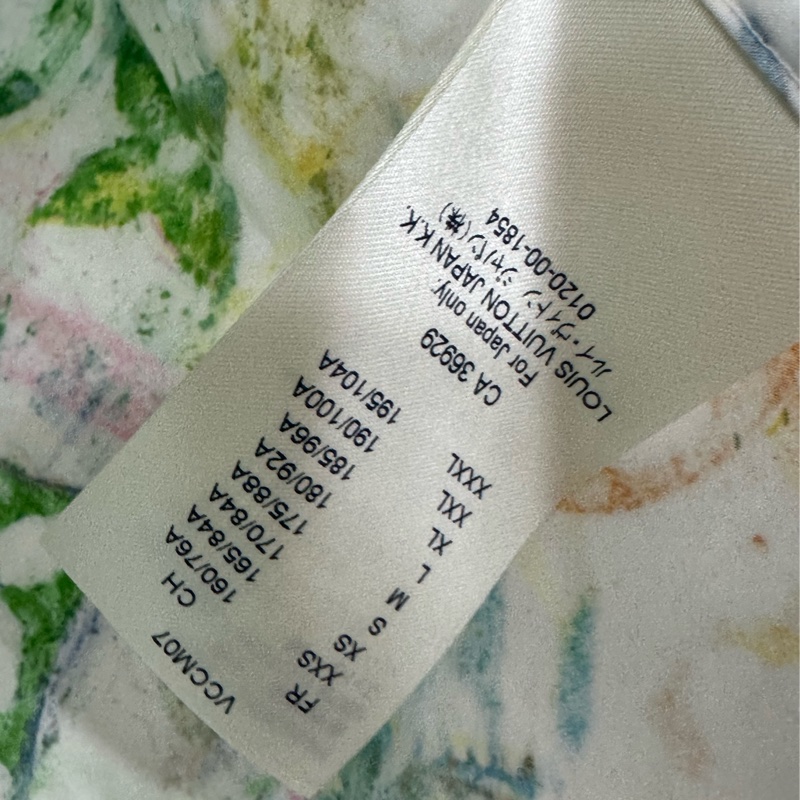 VCCM07
FR CH
XXS 160/76A
XS 165/84A
S 170/84A
M 175/88A
L 180/92A
XL 185/96A
XXL 190/100A
XXXL 195/104A
CA 36929
For Japan only
LOUIS VUITTON JAPAN K.K.
ルイ・ヴィトン ジャパン(株)
0120-00-1854